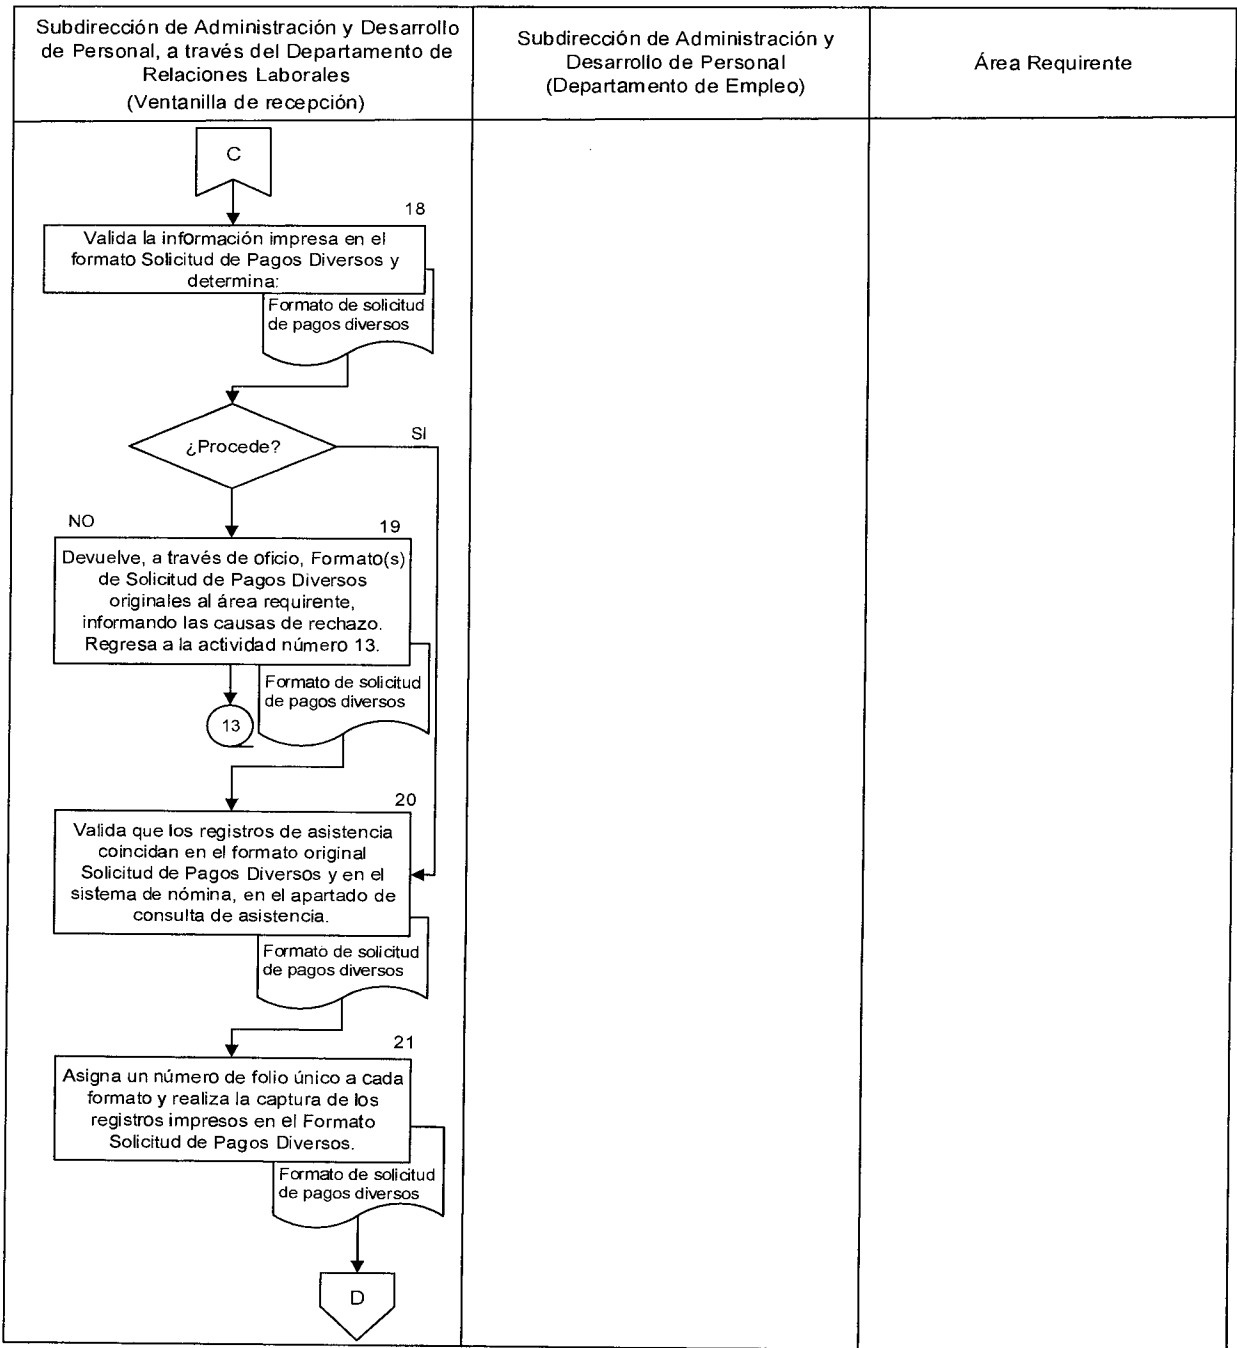 Subdirección de Administración y Desarrollo
de Personal, a través del Departamento de
Relaciones Laborales
(Ventanilla de recepción)
Subdirección de Administración y
Desarrollo de Personal
(Departamento de Empleo)
Área Requirente
C
18
Valida la información impresa en el
formato Solicitud de Pagos Diversos y
determina:
Formato de solicitud
de pagos diversos
¿Procede?
SI
NO
19
Devuelve, a través de oficio, Formato(s)
de Solicitud de Pagos Diversos
originales al área requirente,
informando las causas de rechazo.
Regresa a la actividad número 13.
Formato de solicitud
de pagos diversos
13
20
Valida que los registros de asistencia
coincidan en el formato original
Solicitud de Pagos Diversos y en el
sistema de nómina, en el apartado de
consulta de asistencia.
Formato de solicitud
de pagos diversos
21
Asigna un número de folio único a cada
formato y realiza la captura de los
registros impresos en el Formato
Solicitud de Pagos Diversos.
Formato de solicitud
de pagos diversos
D